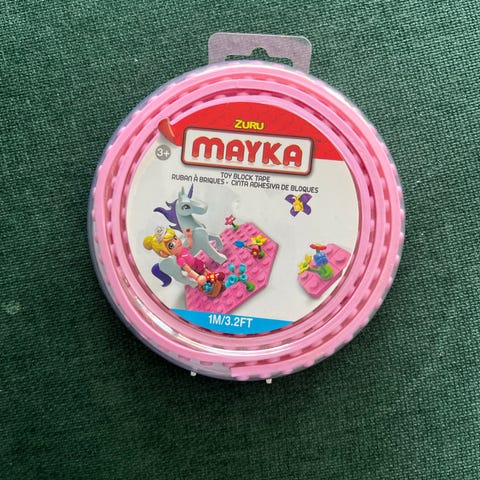 ZURU
MAYKA
3+
TOY BLOCK TAPE
RUBAN À BRIQUES • CINTA ADHESIVA DE BLOQUES
1M/3.2FT